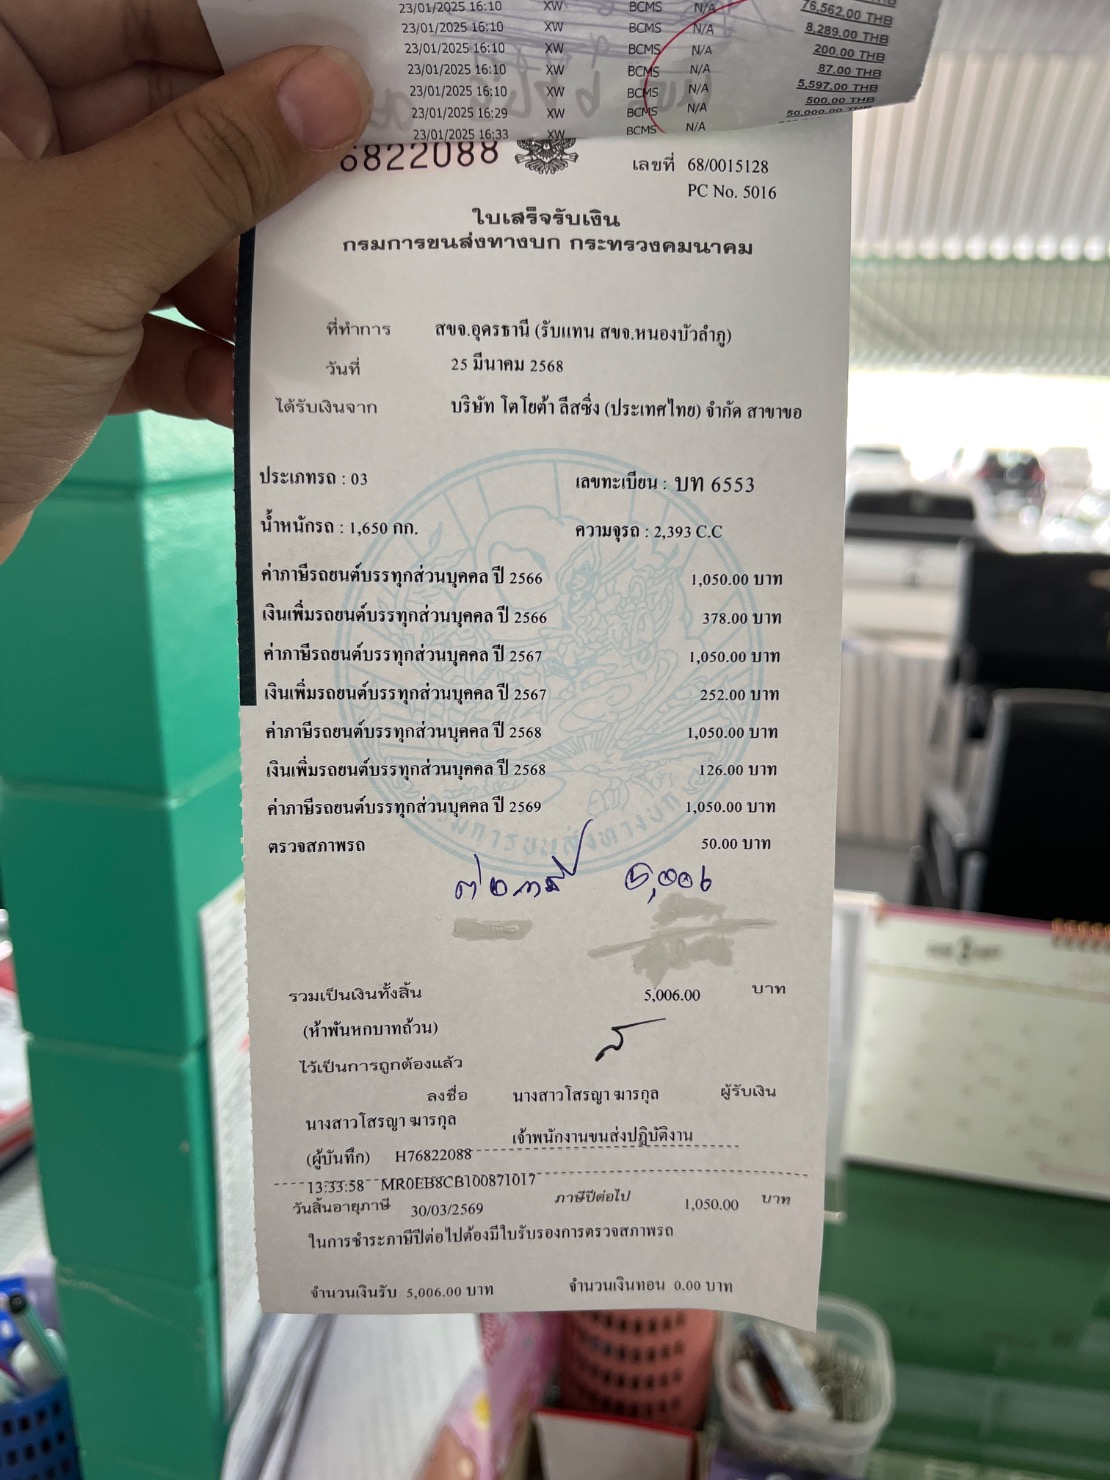 76,562.00 THB
23/01/2025 16:10 XW BCMS N/A 8,289.00 THB
23/01/2025 16:10 XW BCMS N/A 200.00 THB
23/01/2025 16:10 XW BCMS N/A 87.00 THB
23/01/2025 16:10 XW BCMS N/A 5,597.00 THB
23/01/2025 16:10 XW BCMS N/A 500.00 THB
23/01/2025 16:29 XW BCMS N/A 50,000.00 THB
23/01/2025 16:33 XW BCMS N/A
6822088 เลขที่ 68/0015128
PC No. 5016
ใบเสร็จรับเงิน
กรมการขนส่งทางบก กระทรวงคมนาคม
ที่ทำการ สขจ.อุดรธานี (รับแทน สขจ.หนองบัวลำภู)
วันที่ 25 มีนาคม 2568
ได้รับเงินจาก บริษัท โตโยต้า ลีสซิ่ง (ประเทศไทย) จำกัด สาขาขอ
ประเภทรถ : 03 เลขทะเบียน : บท 6553
น้ำหนักรถ : 1,650 กก. ความจุรถ : 2,393 C.C
ค่าภาษีรถยนต์บรรทุกส่วนบุคคล ปี 2566 1,050.00 บาท
เงินเพิ่มรถยนต์บรรทุกส่วนบุคคล ปี 2566 378.00 บาท
ค่าภาษีรถยนต์บรรทุกส่วนบุคคล ปี 2567 1,050.00 บาท
เงินเพิ่มรถยนต์บรรทุกส่วนบุคคล ปี 2567 252.00 บาท
ค่าภาษีรถยนต์บรรทุกส่วนบุคคล ปี 2568 1,050.00 บาท
เงินเพิ่มรถยนต์บรรทุกส่วนบุคคล ปี 2568 126.00 บาท
ค่าภาษีรถยนต์บรรทุกส่วนบุคคล ปี 2569 1,050.00 บาท
ตรวจสภาพรถ 50.00 บาท
กรมการขนส่งทางบก
ต่อภาษี
รวมเป็นเงินทั้งสิ้น 5,006.00 บาท
(ห้าพันหกบาทถ้วน)
ไว้เป็นการถูกต้องแล้ว
ลงชื่อ นางสาวโสรญา ฆารกุล ผู้รับเงิน
นางสาวโสรญา ฆารกุล
เจ้าพนักงานขนส่งปฏิบัติงาน
(ผู้บันทึก) H76822088
13:33:58 MR0EB8CB100871017
วันสิ้นอายุภาษี 30/03/2569 ภาษีปีต่อไป 1,050.00 บาท
ในการชำระภาษีปีต่อไปต้องมีใบรับรองการตรวจสภาพรถ
จำนวนเงินรับ 5,006.00 บาท จำนวนเงินทอน 0.00 บาท